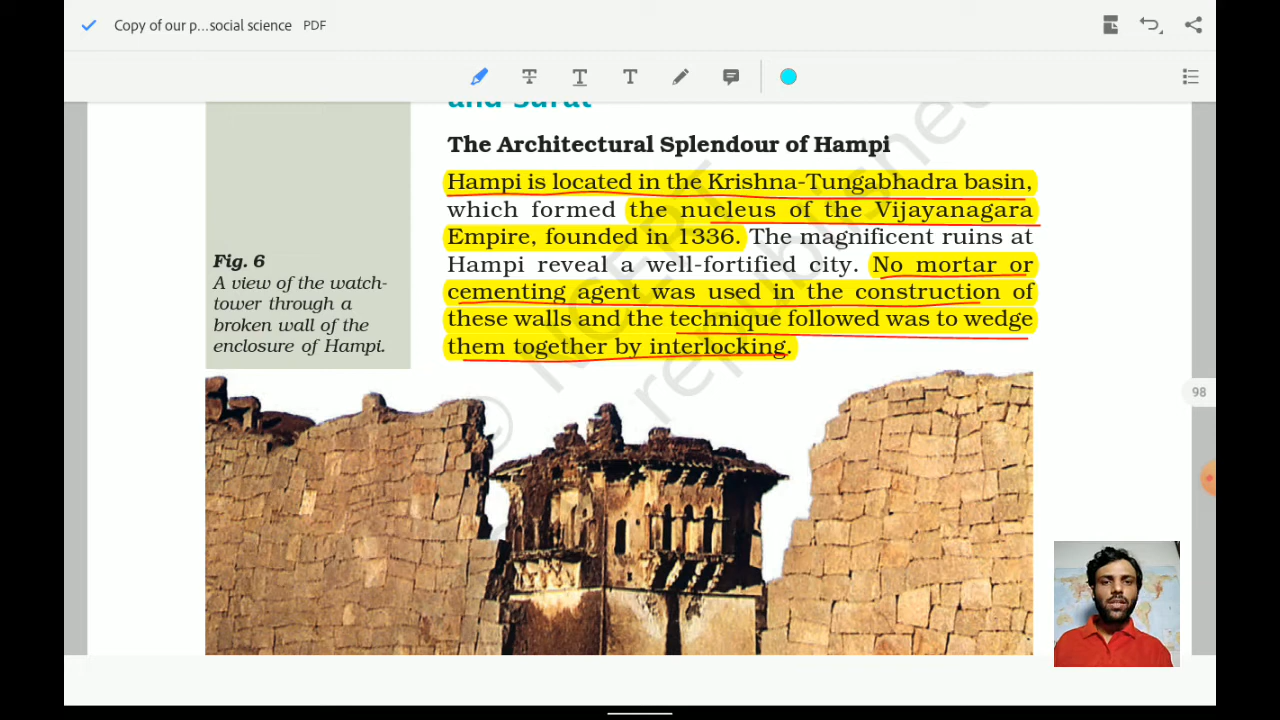 Copy of our p...social science PDF
and Surat
The Architectural Splendour of Hampi
Hampi is located in the Krishna-Tungabhadra basin,
which formed the nucleus of the Vijayanagara
Empire, founded in 1336. The magnificent ruins at
Hampi reveal a well-fortified city. No mortar or
cementing agent was used in the construction of
these walls and the technique followed was to wedge
them together by interlocking.
Fig. 6
A view of the watch-
tower through a
broken wall of the
enclosure of Hampi.
98
© NCERT
republished